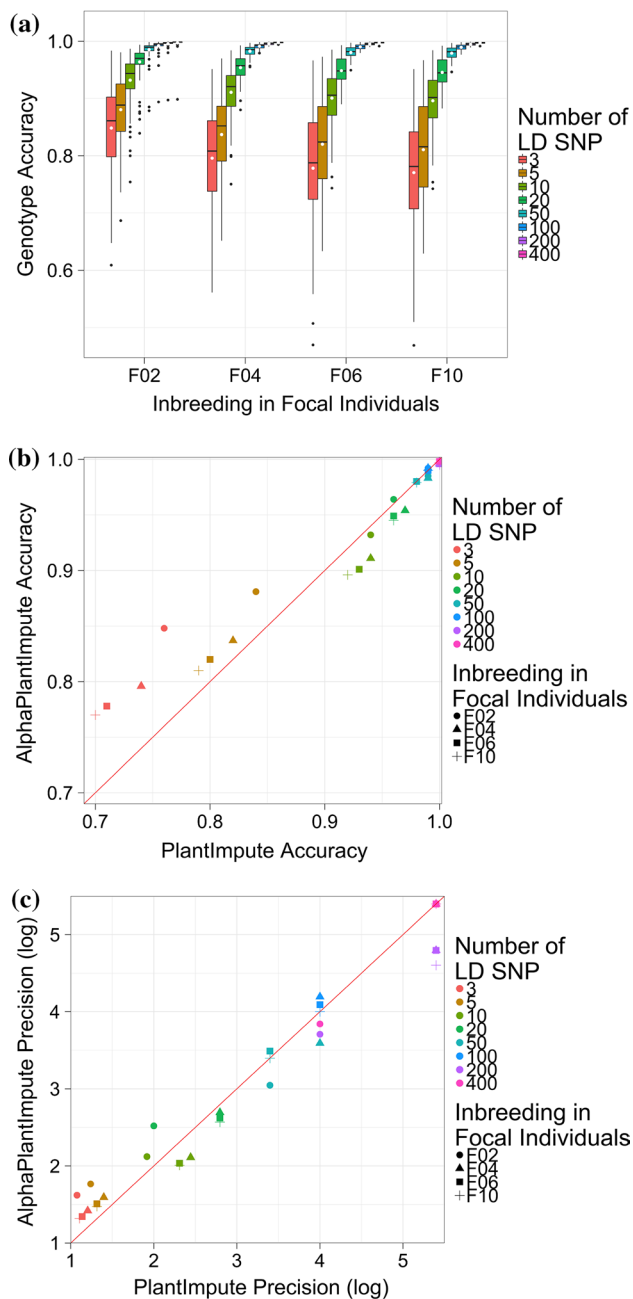 (a)
1.0
0.8
0.6
Genotype Accuracy
F02 F04 F06 F10
Inbreeding in Focal Individuals
Number of
LD SNP
3
5
10
20
50
100
200
400
(b)
1.0
0.9
0.8
0.7
AlphaPlantImpute Accuracy
0.7 0.8 0.9 1.0
PlantImpute Accuracy
Number of
LD SNP
3
5
10
20
50
100
200
400
Inbreeding in
Focal Individuals
F02
F04
F06
F10
(c)
5
4
3
2
1
AlphaPlantImpute Precision (log)
1 2 3 4 5
PlantImpute Precision (log)
Number of
LD SNP
3
5
10
20
50
100
200
400
Inbreeding in
Focal Individuals
F02
F04
F06
F10